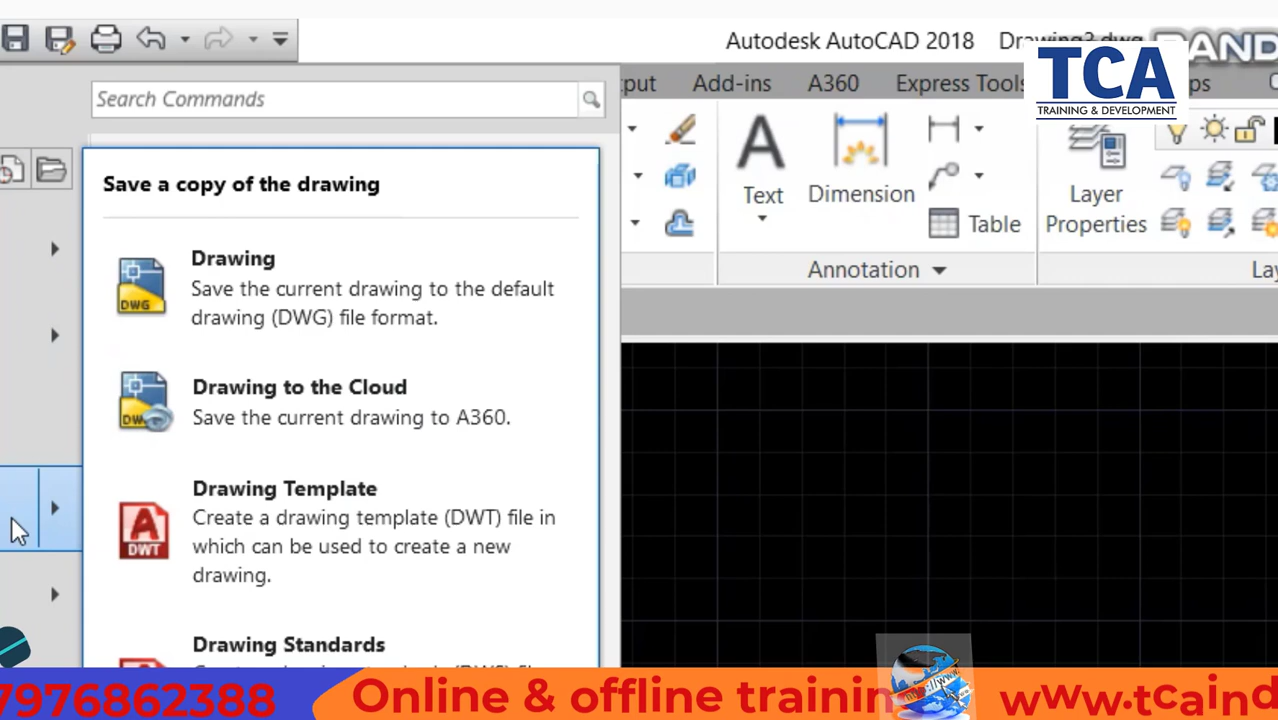 Autodesk AutoCAD 2018 Drawing3.dwg
Search Commands
Add-ins A360 Express Tools
TCA
TRAINING & DEVELOPMENT
Save a copy of the drawing
Drawing
Save the current drawing to the default
drawing (DWG) file format.
DWG
Drawing to the Cloud
Save the current drawing to A360.
Drawing Template
Create a drawing template (DWT) file in
which can be used to create a new
drawing.
DWT
Drawing Standards
Text
Dimension
Table
Layer
Properties
Annotation
7976862388
Online & offline training
www.tcaind